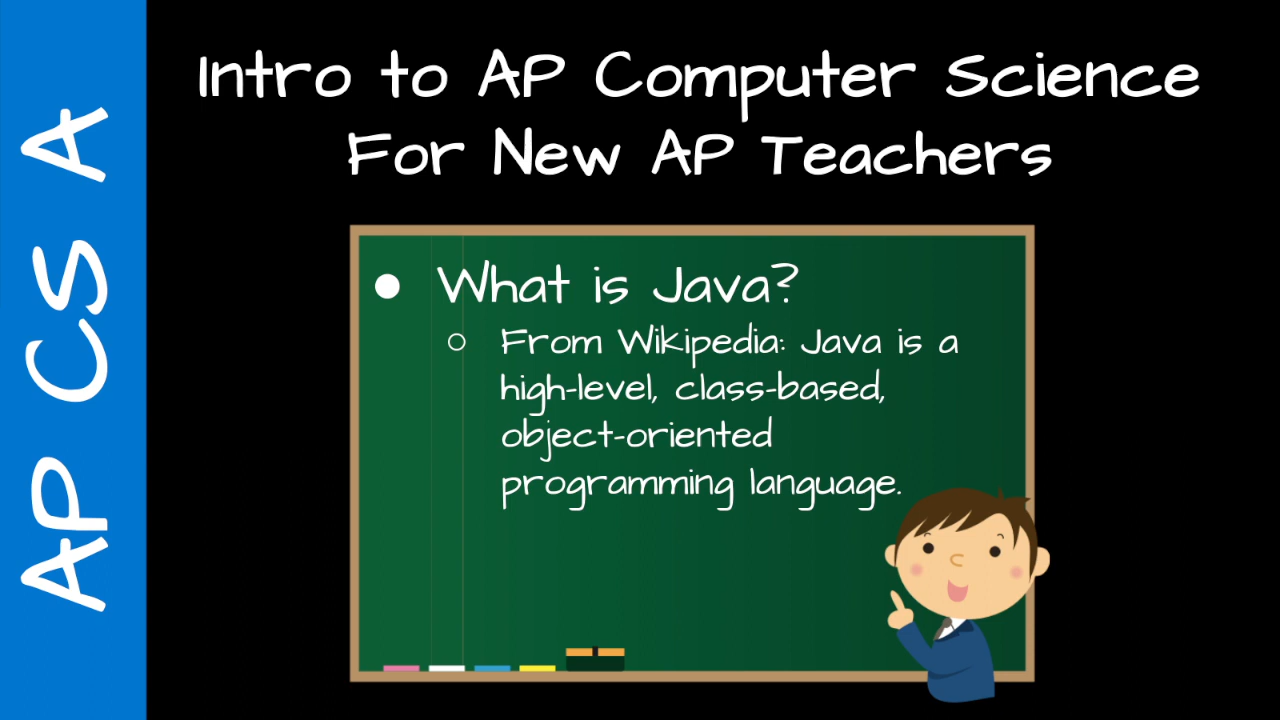 AP CS A
Intro to AP Computer Science
For New AP Teachers
What is Java?
From Wikipedia: Java is a
high-level, class-based,
object-oriented
programming language.